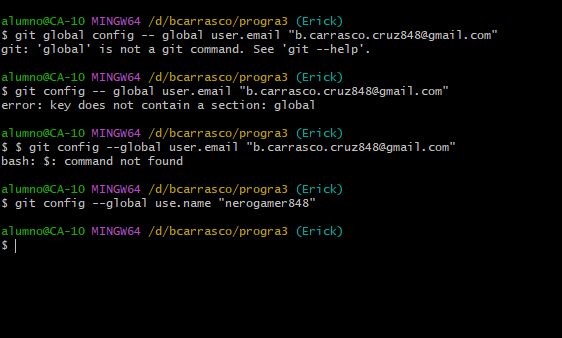 alumno@CA-10 MINGW64 /d/bcarrasco/progra3 (Erick)
$ git global config -- global user.email "b.carrasco.cruz848@gmail.com"
git: 'global' is not a git command. See 'git --help'.
alumno@CA-10 MINGW64 /d/bcarrasco/progra3 (Erick)
$ git config -- global user.email "b.carrasco.cruz848@gmail.com"
error: key does not contain a section: global
alumno@CA-10 MINGW64 /d/bcarrasco/progra3 (Erick)
$ $ git config --global user.email "b.carrasco.cruz848@gmail.com"
bash: $: command not found
alumno@CA-10 MINGW64 /d/bcarrasco/progra3 (Erick)
$ git config --global use.name "nerogamer848"
alumno@CA-10 MINGW64 /d/bcarrasco/progra3 (Erick)
$